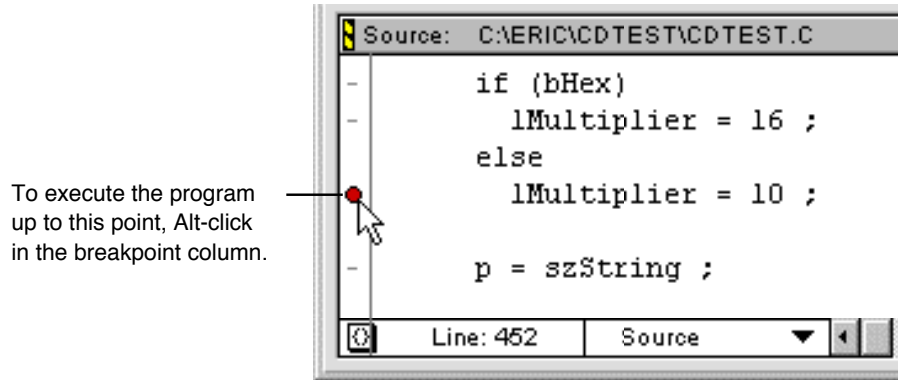 Source: C:\ERIC\CDTEST\CDTEST.C
if (bHex)
lMultiplier = 16 ;
else
lMultiplier = 10 ;
p = szString ;
To execute the program
up to this point, Alt-click
in the breakpoint column.
Line: 452 Source